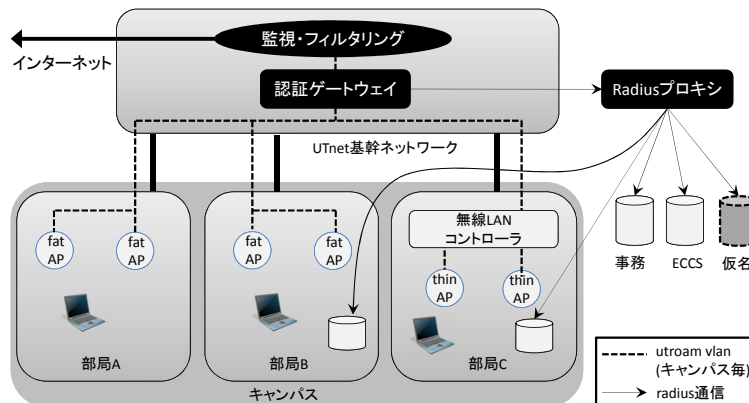 監視・フィルタリング
インターネット
認証ゲートウェイ
Radiusプロキシ
UTnet基幹ネットワーク
fat
AP
fat
AP
部局A
fat
AP
fat
AP
部局B
無線LAN
コントローラ
thin
AP
thin
AP
部局C
キャンパス
事務
ECCS
仮名
utroam vlan
(キャンパス毎)
radius通信